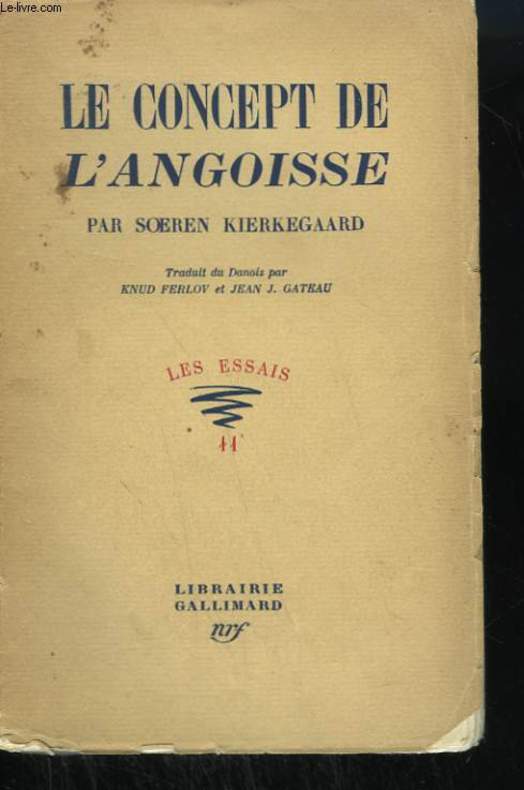 Le-livre.com
LE CONCEPT DE
L'ANGOISSE
PAR SŒREN KIERKEGAARD
Traduit du Danois par
KNUD FERLOV et JEAN J. GATEAU
LES ESSAIS
11
LIBRAIRIE
GALLIMARD
nrf